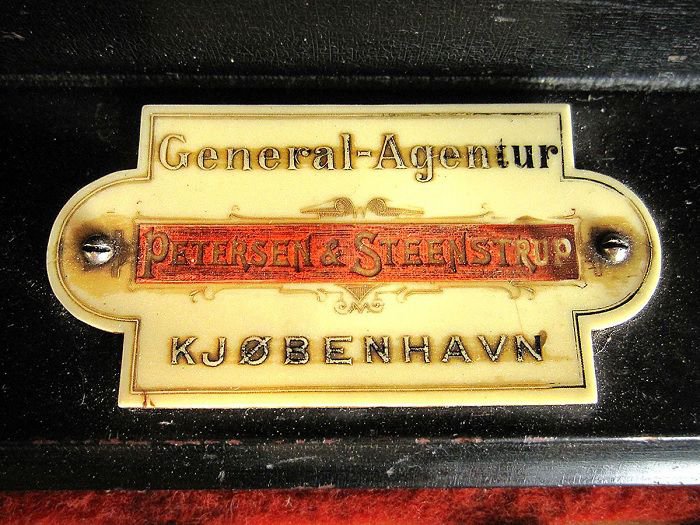 General-Agentur
PETERSEN & STEENSTRUP
KJØBENHAVN